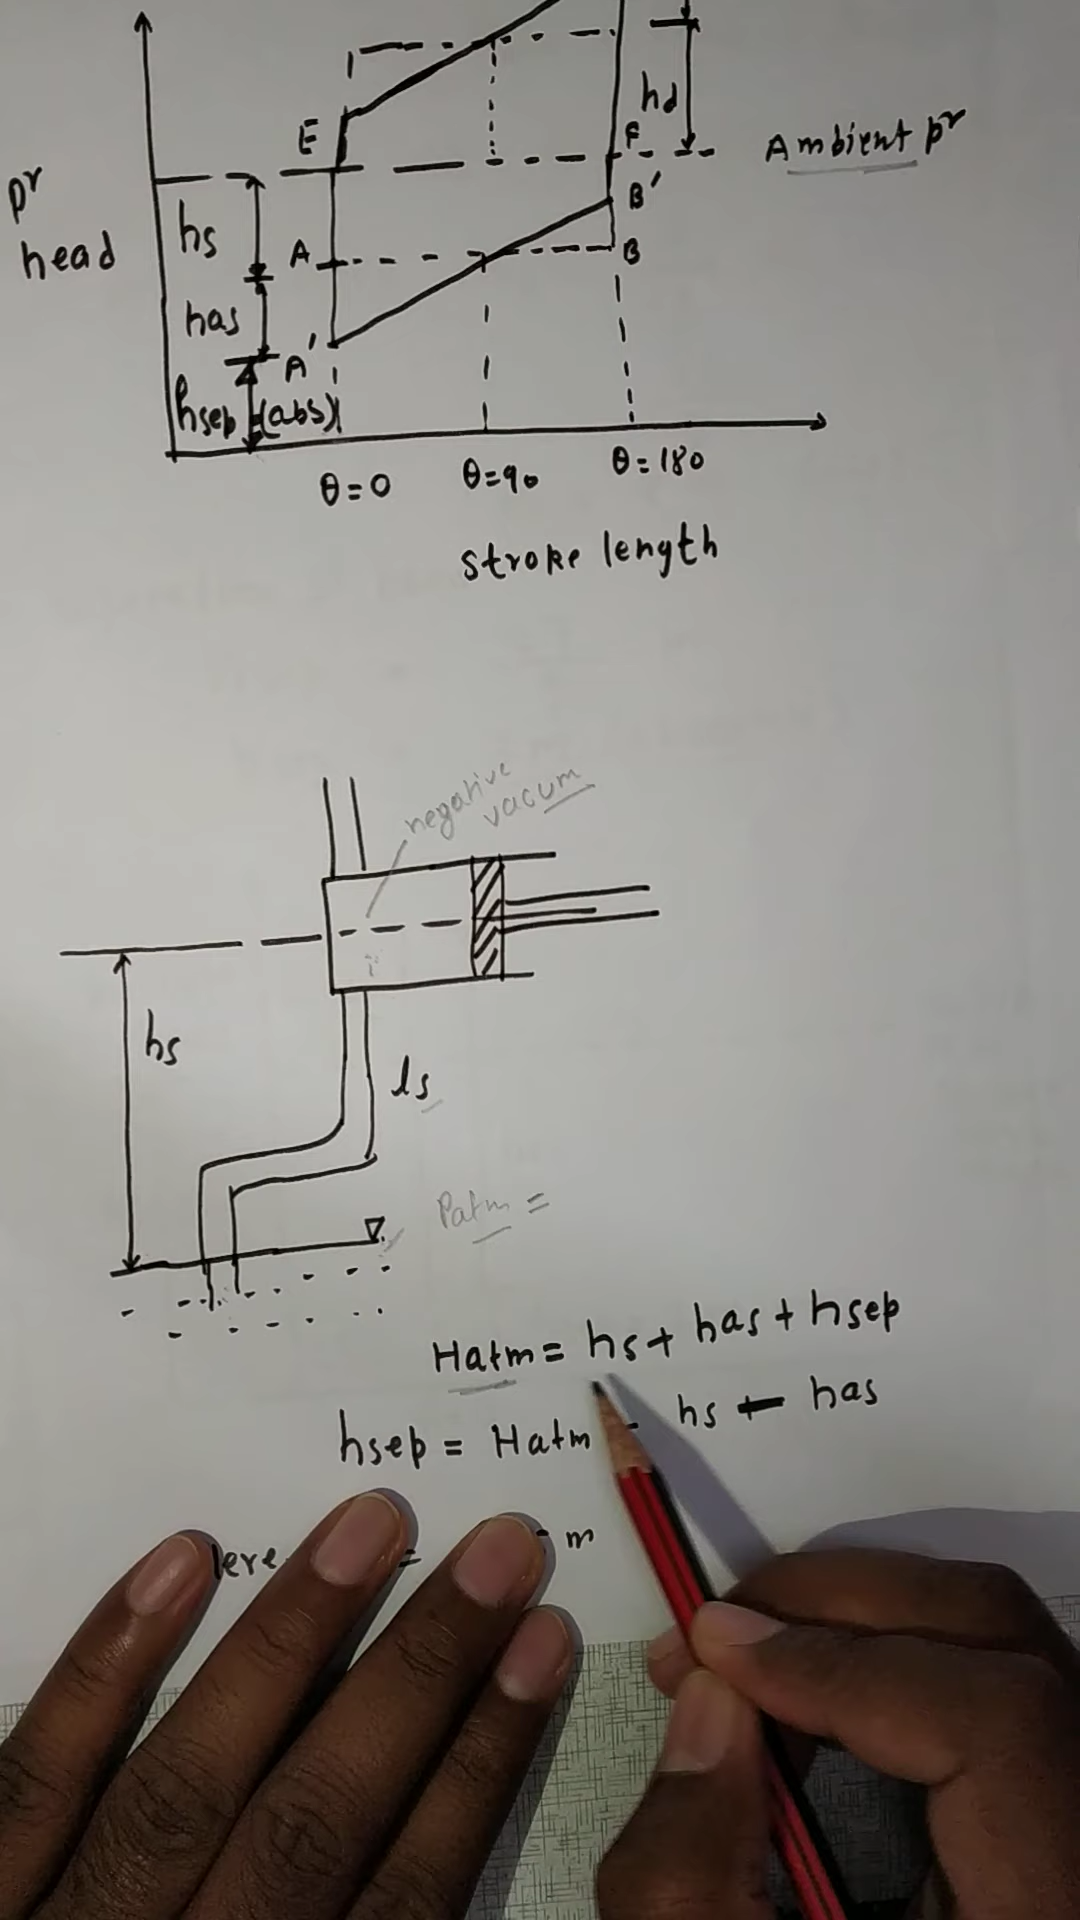 hd
E
F
Ambient pr
pr
head
hs
B'
A
B
has
A'
hsep (abs)
θ=0
θ=90
θ=180
stroke length
negative
vacum
hs
ls
Patm =
Hatm = hs + has + hsep
hsep = Hatm - hs - has
= m